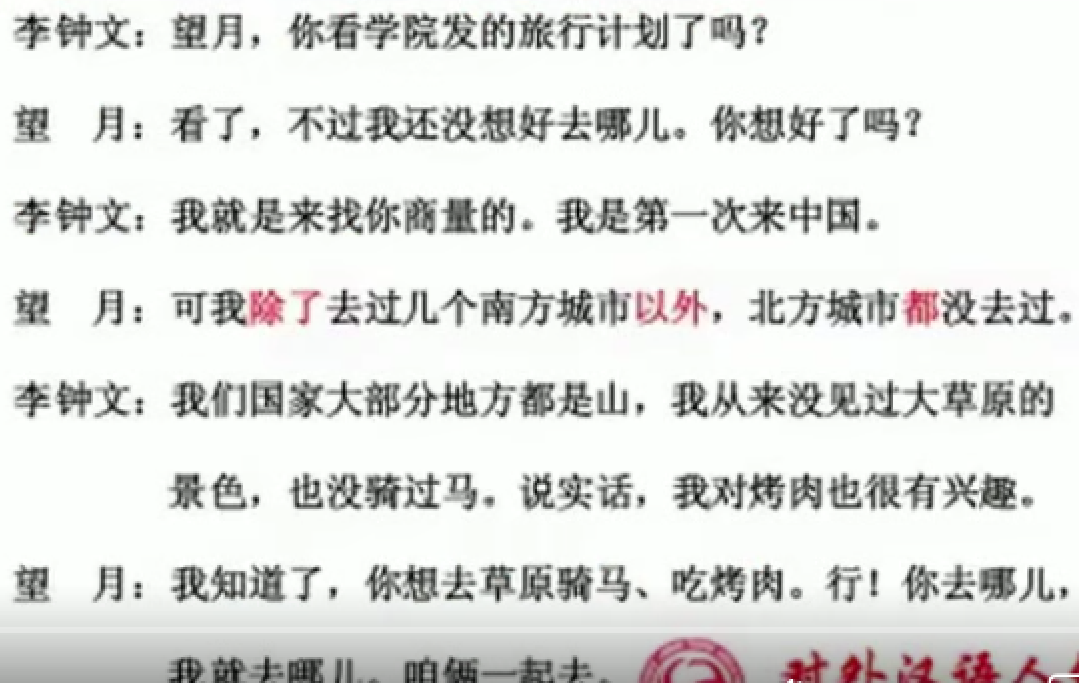 李钟文：望月，你看学院发的旅行计划了吗？
望　月：看了，不过我还没想好去哪儿。你想好了吗？
李钟文：我就是来找你商量的。我是第一次来中国。
望　月：可我除了去过几个南方城市以外，北方城市都没去过。
李钟文：我们国家大部分地方都是山，我从来没见过大草原的
景色，也没骑过马。说实话，我对烤肉也很有兴趣。
望　月：我知道了，你想去草原骑马、吃烤肉。行！你去哪儿，
我就去哪儿，咱俩一起去。
对外汉语人